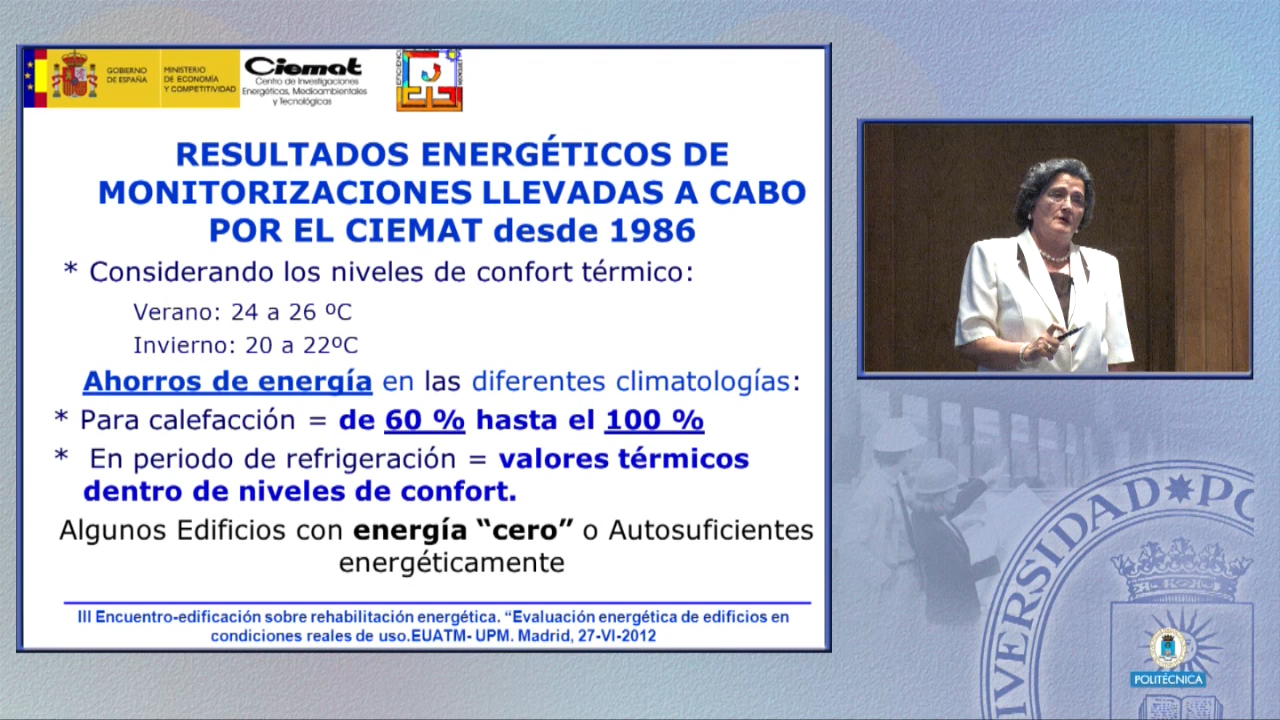 GOBIERNO
DE ESPAÑA
MINISTERIO
DE ECONOMÍA
Y COMPETITIVIDAD
Ciemat
Centro de Investigaciones
Energéticas, Medioambientales
y Tecnológicas
RESULTADOS ENERGÉTICOS DE
MONITORIZACIONES LLEVADAS A CABO
POR EL CIEMAT desde 1986
* Considerando los niveles de confort térmico:
Verano: 24 a 26 ºC
Invierno: 20 a 22ºC
Ahorros de energía en las diferentes climatologías:
* Para calefacción = de 60 % hasta el 100 %
* En periodo de refrigeración = valores térmicos
dentro de niveles de confort.
Algunos Edificios con energía “cero” o Autosuficientes
energéticamente
III Encuentro-edificación sobre rehabilitación energética. “Evaluación energética de edificios en
condiciones reales de uso.EUATM- UPM. Madrid, 27-VI-2012
IVERSIDAD PO
POLITÉCNICA